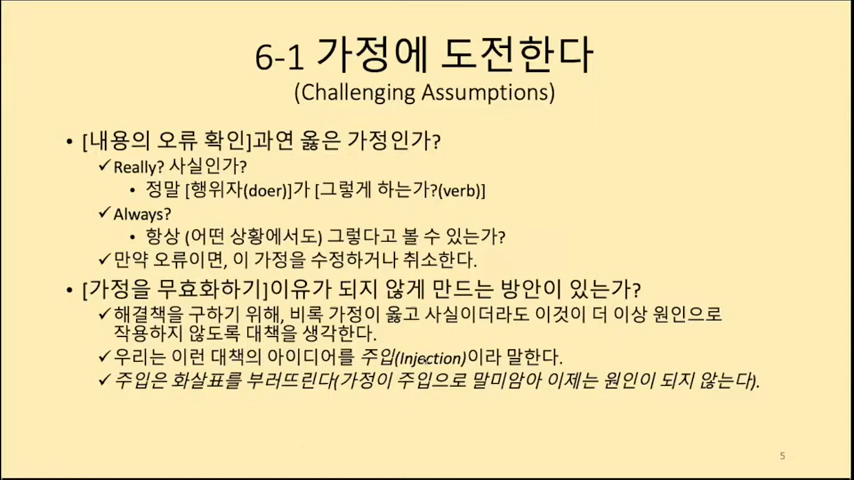 6-1 가정에 도전한다
(Challenging Assumptions)
• [내용의 오류 확인]과연 옳은 가정인가?
✓Really? 사실인가?
• 정말 [행위자(doer)]가 [그렇게 하는가?(verb)]
✓Always?
• 항상 (어떤 상황에서도) 그렇다고 볼 수 있는가?
✓만약 오류이면, 이 가정을 수정하거나 취소한다.
• [가정을 무효화하기]이유가 되지 않게 만드는 방안이 있는가?
✓해결책을 구하기 위해, 비록 가정이 옳고 사실이더라도 이것이 더 이상 원인으로
작용하지 않도록 대책을 생각한다.
✓우리는 이런 대책의 아이디어를 주입(Injection)이라 말한다.
✓주입은 화살표를 부러뜨린다(가정이 주입으로 말미암아 이제는 원인이 되지 않는다).
5